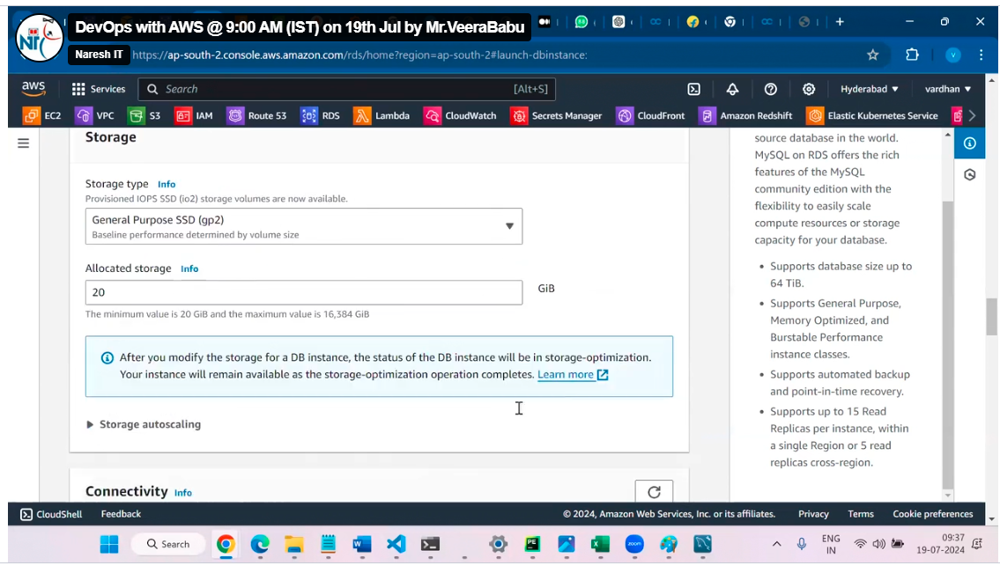 DevOps with AWS @ 9:00 AM (IST) on 19th Jul by Mr.VeeraBabu
Naresh IT
https://ap-south-2.console.aws.amazon.com/rds/home?region=ap-south-2#launch-dbinstance:
aws
Services
Search
[Alt+S]
Hyderabad
vardhan
EC2
VPC
S3
IAM
Route 53
RDS
Lambda
CloudWatch
Secrets Manager
CloudFront
Amazon Redshift
Elastic Kubernetes Service
Storage
Storage type Info
Provisioned IOPS SSD (io2) storage volumes are now available.
General Purpose SSD (gp2)
Baseline performance determined by volume size
Allocated storage Info
20
GiB
The minimum value is 20 GiB and the maximum value is 16,384 GiB
After you modify the storage for a DB instance, the status of the DB instance will be in storage-optimization.
Your instance will remain available as the storage-optimization operation completes. Learn more
Storage autoscaling
Connectivity Info
source database in the world.
MySQL on RDS offers the rich
features of the MySQL
community edition with the
flexibility to easily scale
compute resources or storage
capacity for your database.
• Supports database size up to
64 TiB.
• Supports General Purpose,
Memory Optimized, and
Burstable Performance
instance classes.
• Supports automated backup
and point-in-time recovery.
• Supports up to 15 Read
Replicas per instance, within
a single Region or 5 read
replicas cross-region.
CloudShell
Feedback
© 2024, Amazon Web Services, Inc. or its affiliates.
Privacy
Terms
Cookie preferences
Search
zoom
ENG
IN
09:37
19-07-2024